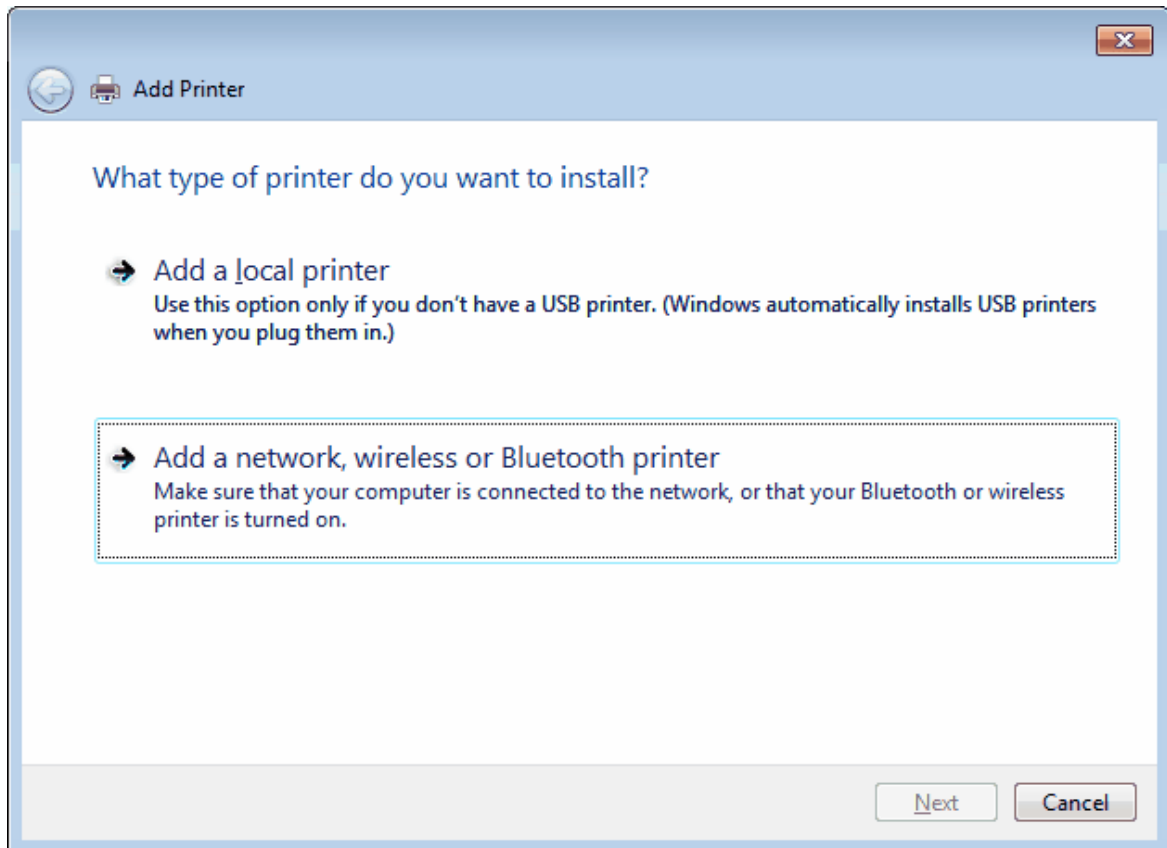 Add Printer
What type of printer do you want to install?
Add a local printer
Use this option only if you don't have a USB printer. (Windows automatically installs USB printers
when you plug them in.)
Add a network, wireless or Bluetooth printer
Make sure that your computer is connected to the network, or that your Bluetooth or wireless
printer is turned on.
Next
Cancel